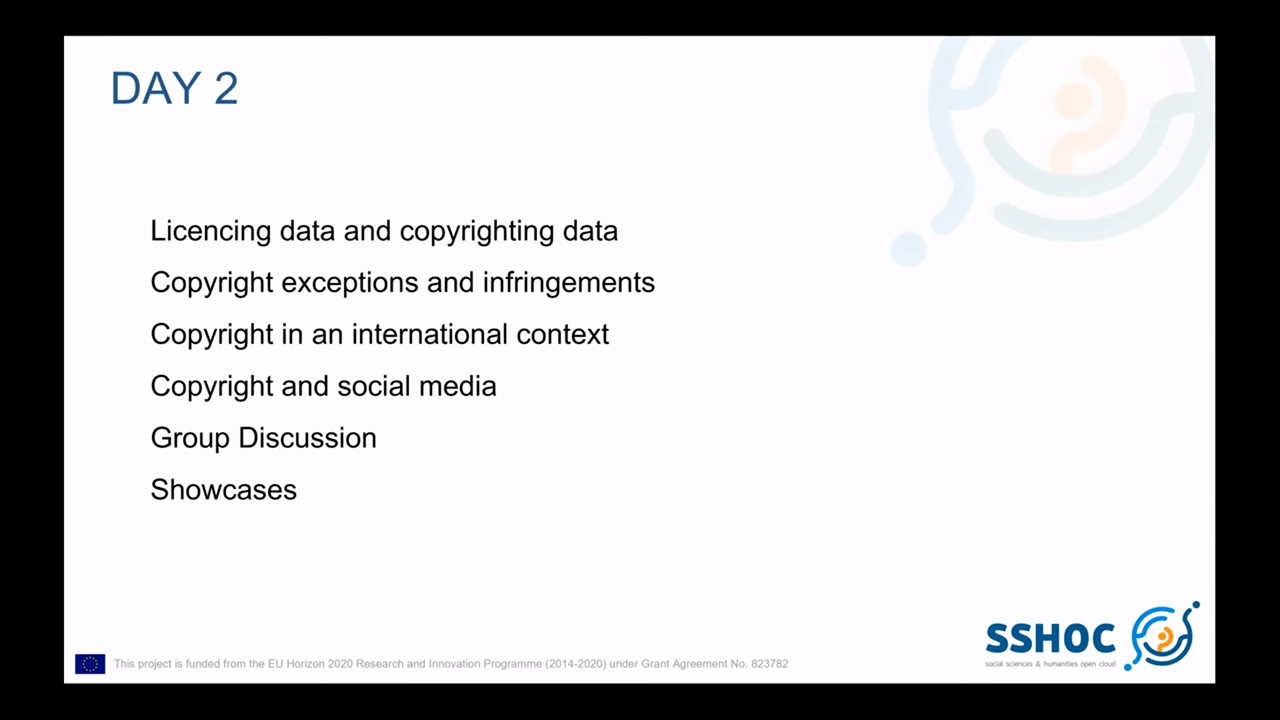 DAY 2
Licencing data and copyrighting data
Copyright exceptions and infringements
Copyright in an international context
Copyright and social media
Group Discussion
Showcases
SSHOC
social sciences & humanities open cloud
This project is funded from the EU Horizon 2020 Research and Innovation Programme (2014-2020) under Grant Agreement No. 823782